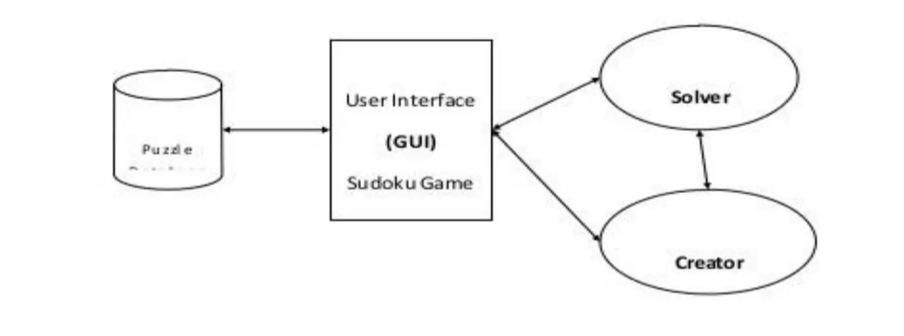 Puzzle
User Interface
(GUI)
Sudoku Game
Solver
Creator